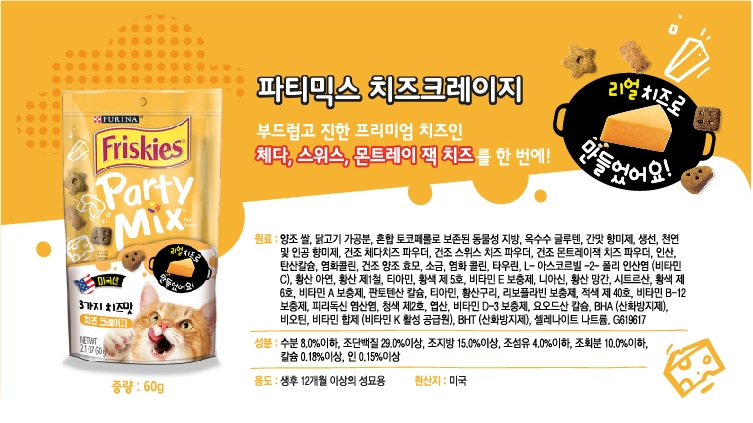 파티믹스 치즈크레이지
리얼 치즈로
만들었어요!
부드럽고 진한 프리미엄 치즈인
체다, 스위스, 몬트레이 잭 치즈를 한 번에!
PURINA
Friskies
Party
Mix
Cat
Treats
리얼 치즈로
만들었어요!
미국산
3가지 치즈맛
치즈 크레이지
NETWT
2.1 OZ (60g)
중량 : 60g
원료 : 양조 쌀, 닭고기 가공분, 혼합 토코페롤로 보존된 동물성 지방, 옥수수 글루텐, 간맛 향미제, 생선, 천연
및 인공 향미제, 건조 체다치즈 파우더, 건조 스위스 치즈 파우더, 건조 몬트레이잭 치즈 파우더, 인산,
탄산칼슘, 염화콜린, 건조 양조 효모, 소금, 염화 콜린, 타우린, L- 아스코르빌 -2- 폴리 인산염 (비타민
C), 황산 아연, 황산 제1철, 티아민, 황색 제 5호, 비타민 E 보충제, 니아신, 황산 망간, 시트르산, 황색 제
6호, 비타민 A 보충제, 판토텐산 칼슘, 티아민, 황산구리, 리보플라빈 보충제, 적색 제 40호, 비타민 B-12
보충제, 피리독신 염산염, 청색 제2호, 엽산, 비타민 D-3 보충제, 요오드산 칼슘, BHA (산화방지제),
비오틴, 비타민 합제 (비타민 K 활성 공급원), BHT (산화방지제), 셀레나이트 나트륨. G619617
성분 : 수분 8.0%이하, 조단백질 29.0%이상, 조지방 15.0%이상, 조섬유 4.0%이하, 조회분 10.0%이하,
칼슘 0.18%이상, 인 0.15%이상
용도 : 생후 12개월 이상의 성묘용 원산지 : 미국